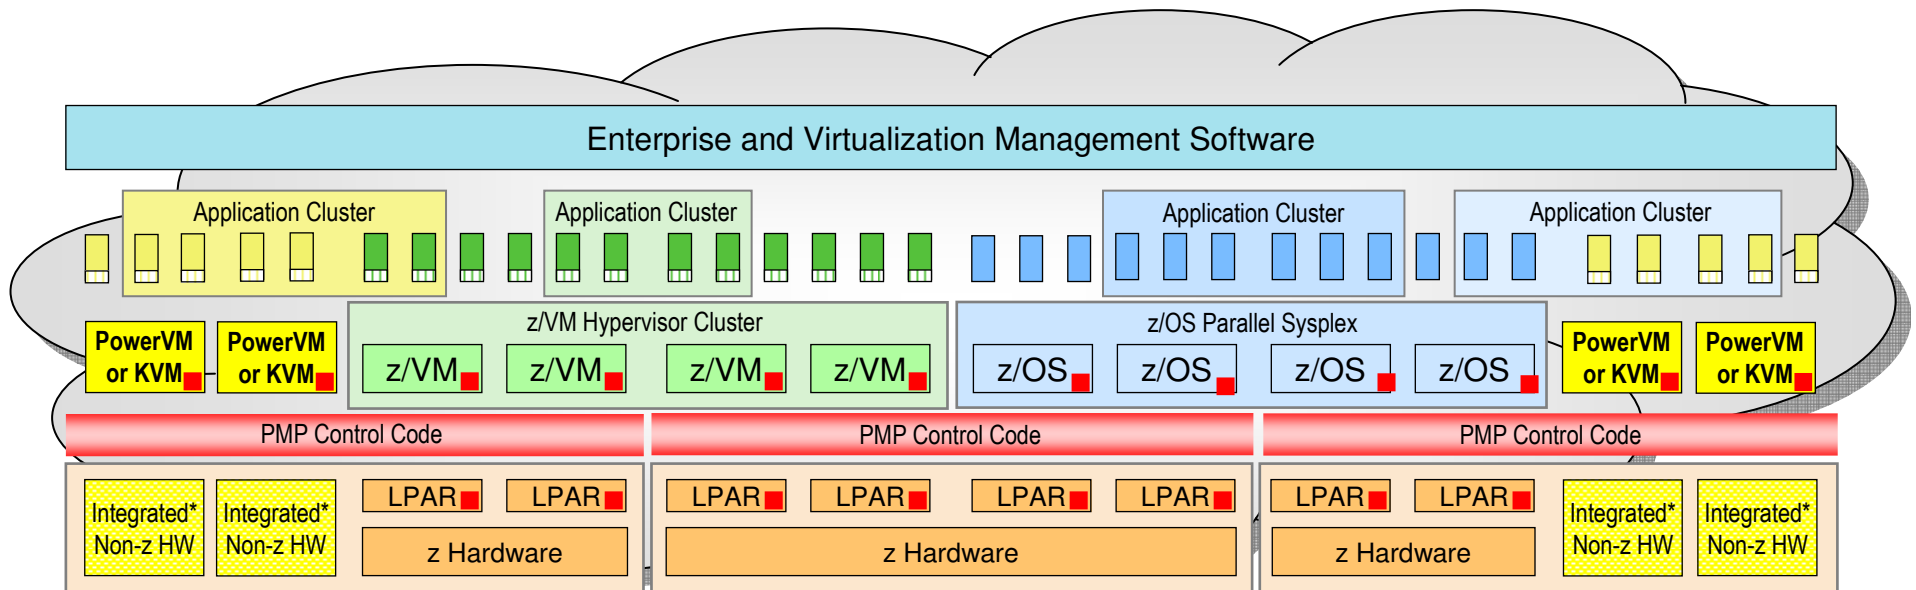 Enterprise and Virtualization Management Software
Application Cluster
Application Cluster
Application Cluster
Application Cluster
PowerVM
or KVM
PowerVM
or KVM
z/VM Hypervisor Cluster
z/VM
z/VM
z/VM
z/VM
z/OS Parallel Sysplex
z/OS
z/OS
z/OS
z/OS
PowerVM
or KVM
PowerVM
or KVM
PMP Control Code
PMP Control Code
PMP Control Code
Integrated*
Non-z HW
Integrated*
Non-z HW
LPAR
LPAR
z Hardware
LPAR
LPAR
LPAR
LPAR
z Hardware
LPAR
LPAR
z Hardware
Integrated*
Non-z HW
Integrated*
Non-z HW